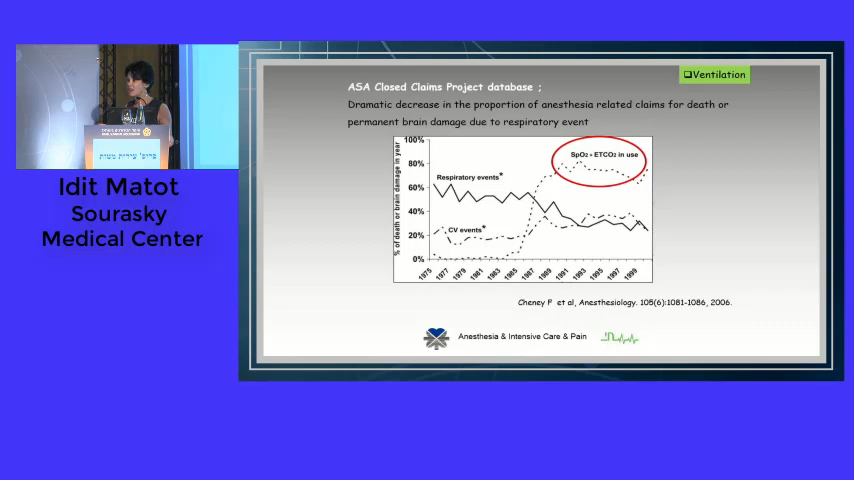 Idit Matot
Sourasky
Medical Center
❑Ventilation
ASA Closed Claims Project database ;
Dramatic decrease in the proportion of anesthesia related claims for death or
permanent brain damage due to respiratory event
% of death or brain damage in year
100%
80%
60%
40%
20%
0%
SpO2 + ETCO2 in use
Respiratory events*
CV events*
1975
1977
1979
1981
1983
1985
1987
1989
1991
1993
1995
1997
1999
Cheney F et al, Anesthesiology. 105(6):1081-1086, 2006.
Anesthesia & Intensive Care & Pain